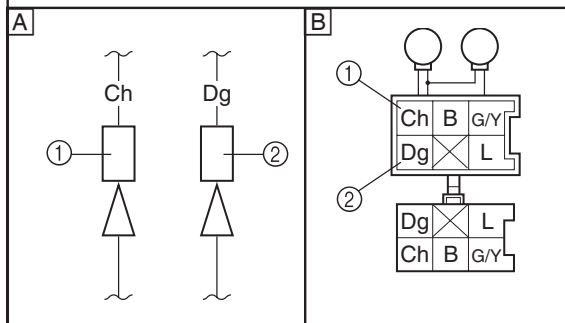 A
Ch Dg
① ②
B
①
Ch B G/Y
Dg L
②
Dg L
Ch B G/Y